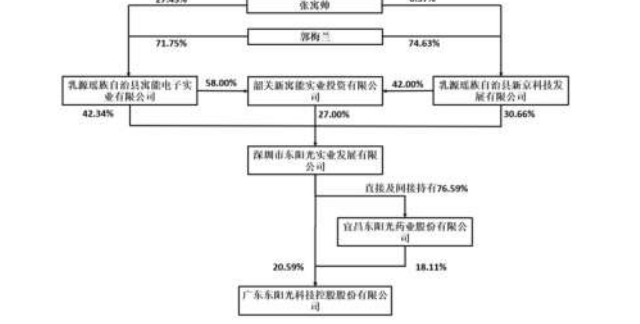 张寓帅
郭梅兰
71.75%
74.63%
乳源瑶族自治县寓能电子实
业有限公司
58.00%
韶关新寓能实业投资有限公
司
42.00%
乳源瑶族自治县新京科技发
展有限公司
42.34%
27.00%
30.66%
深圳市东阳光实业发展有限
公司
直接及间接持有76.59%
宜昌东阳光药业股份有限公
司
20.59%
18.11%
广东东阳光科技控股股份有限公
司